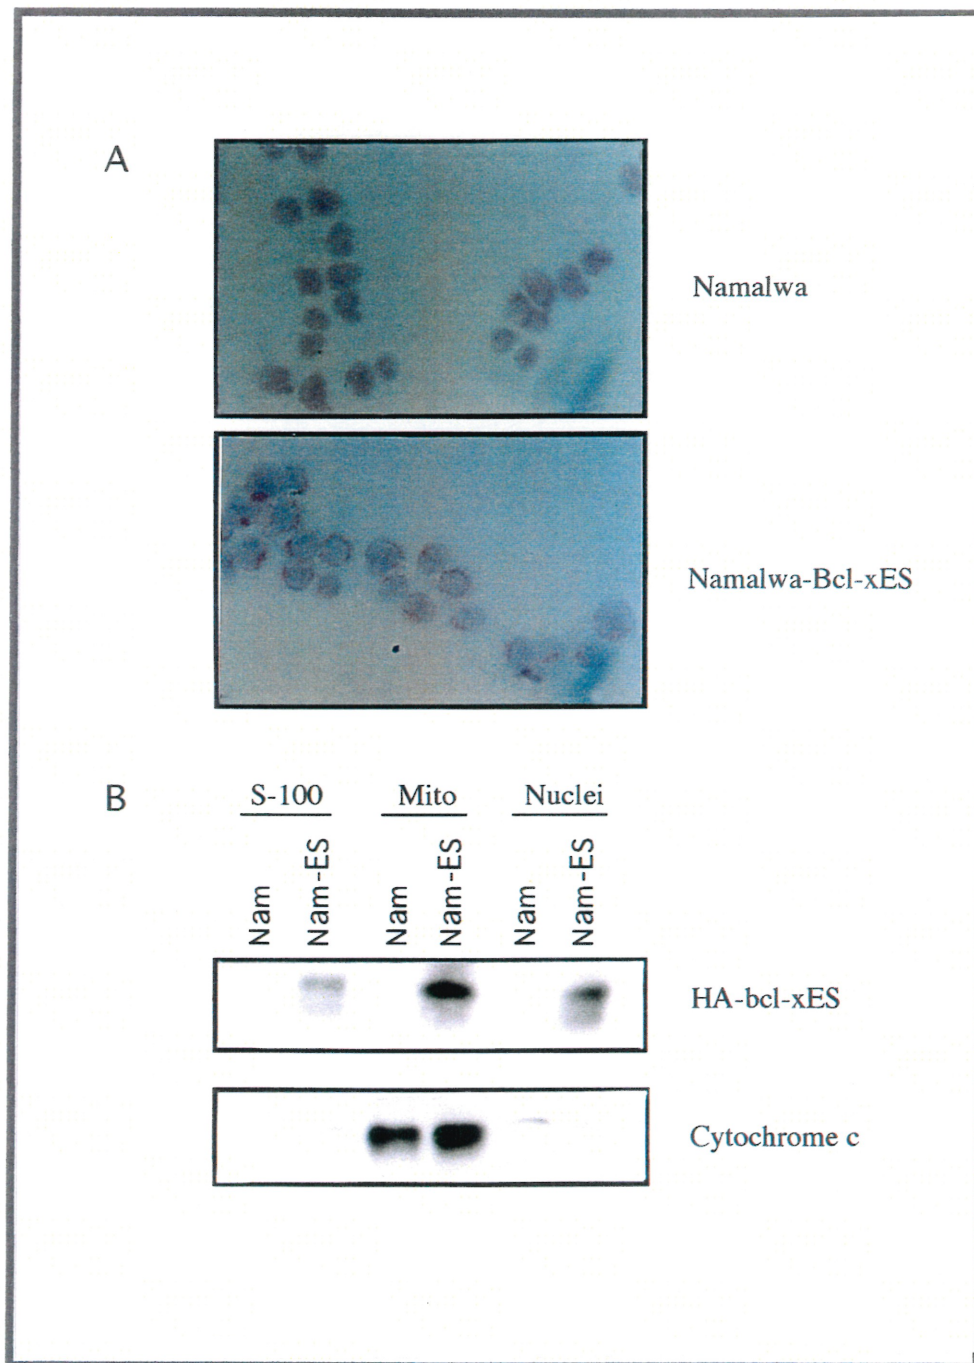 A
Namalwa
Namalwa-Bcl-xES
B
S-100 Mito Nuclei
Nam Nam-ES Nam Nam-ES Nam Nam-ES
HA-bcl-xES
Cytochrome c